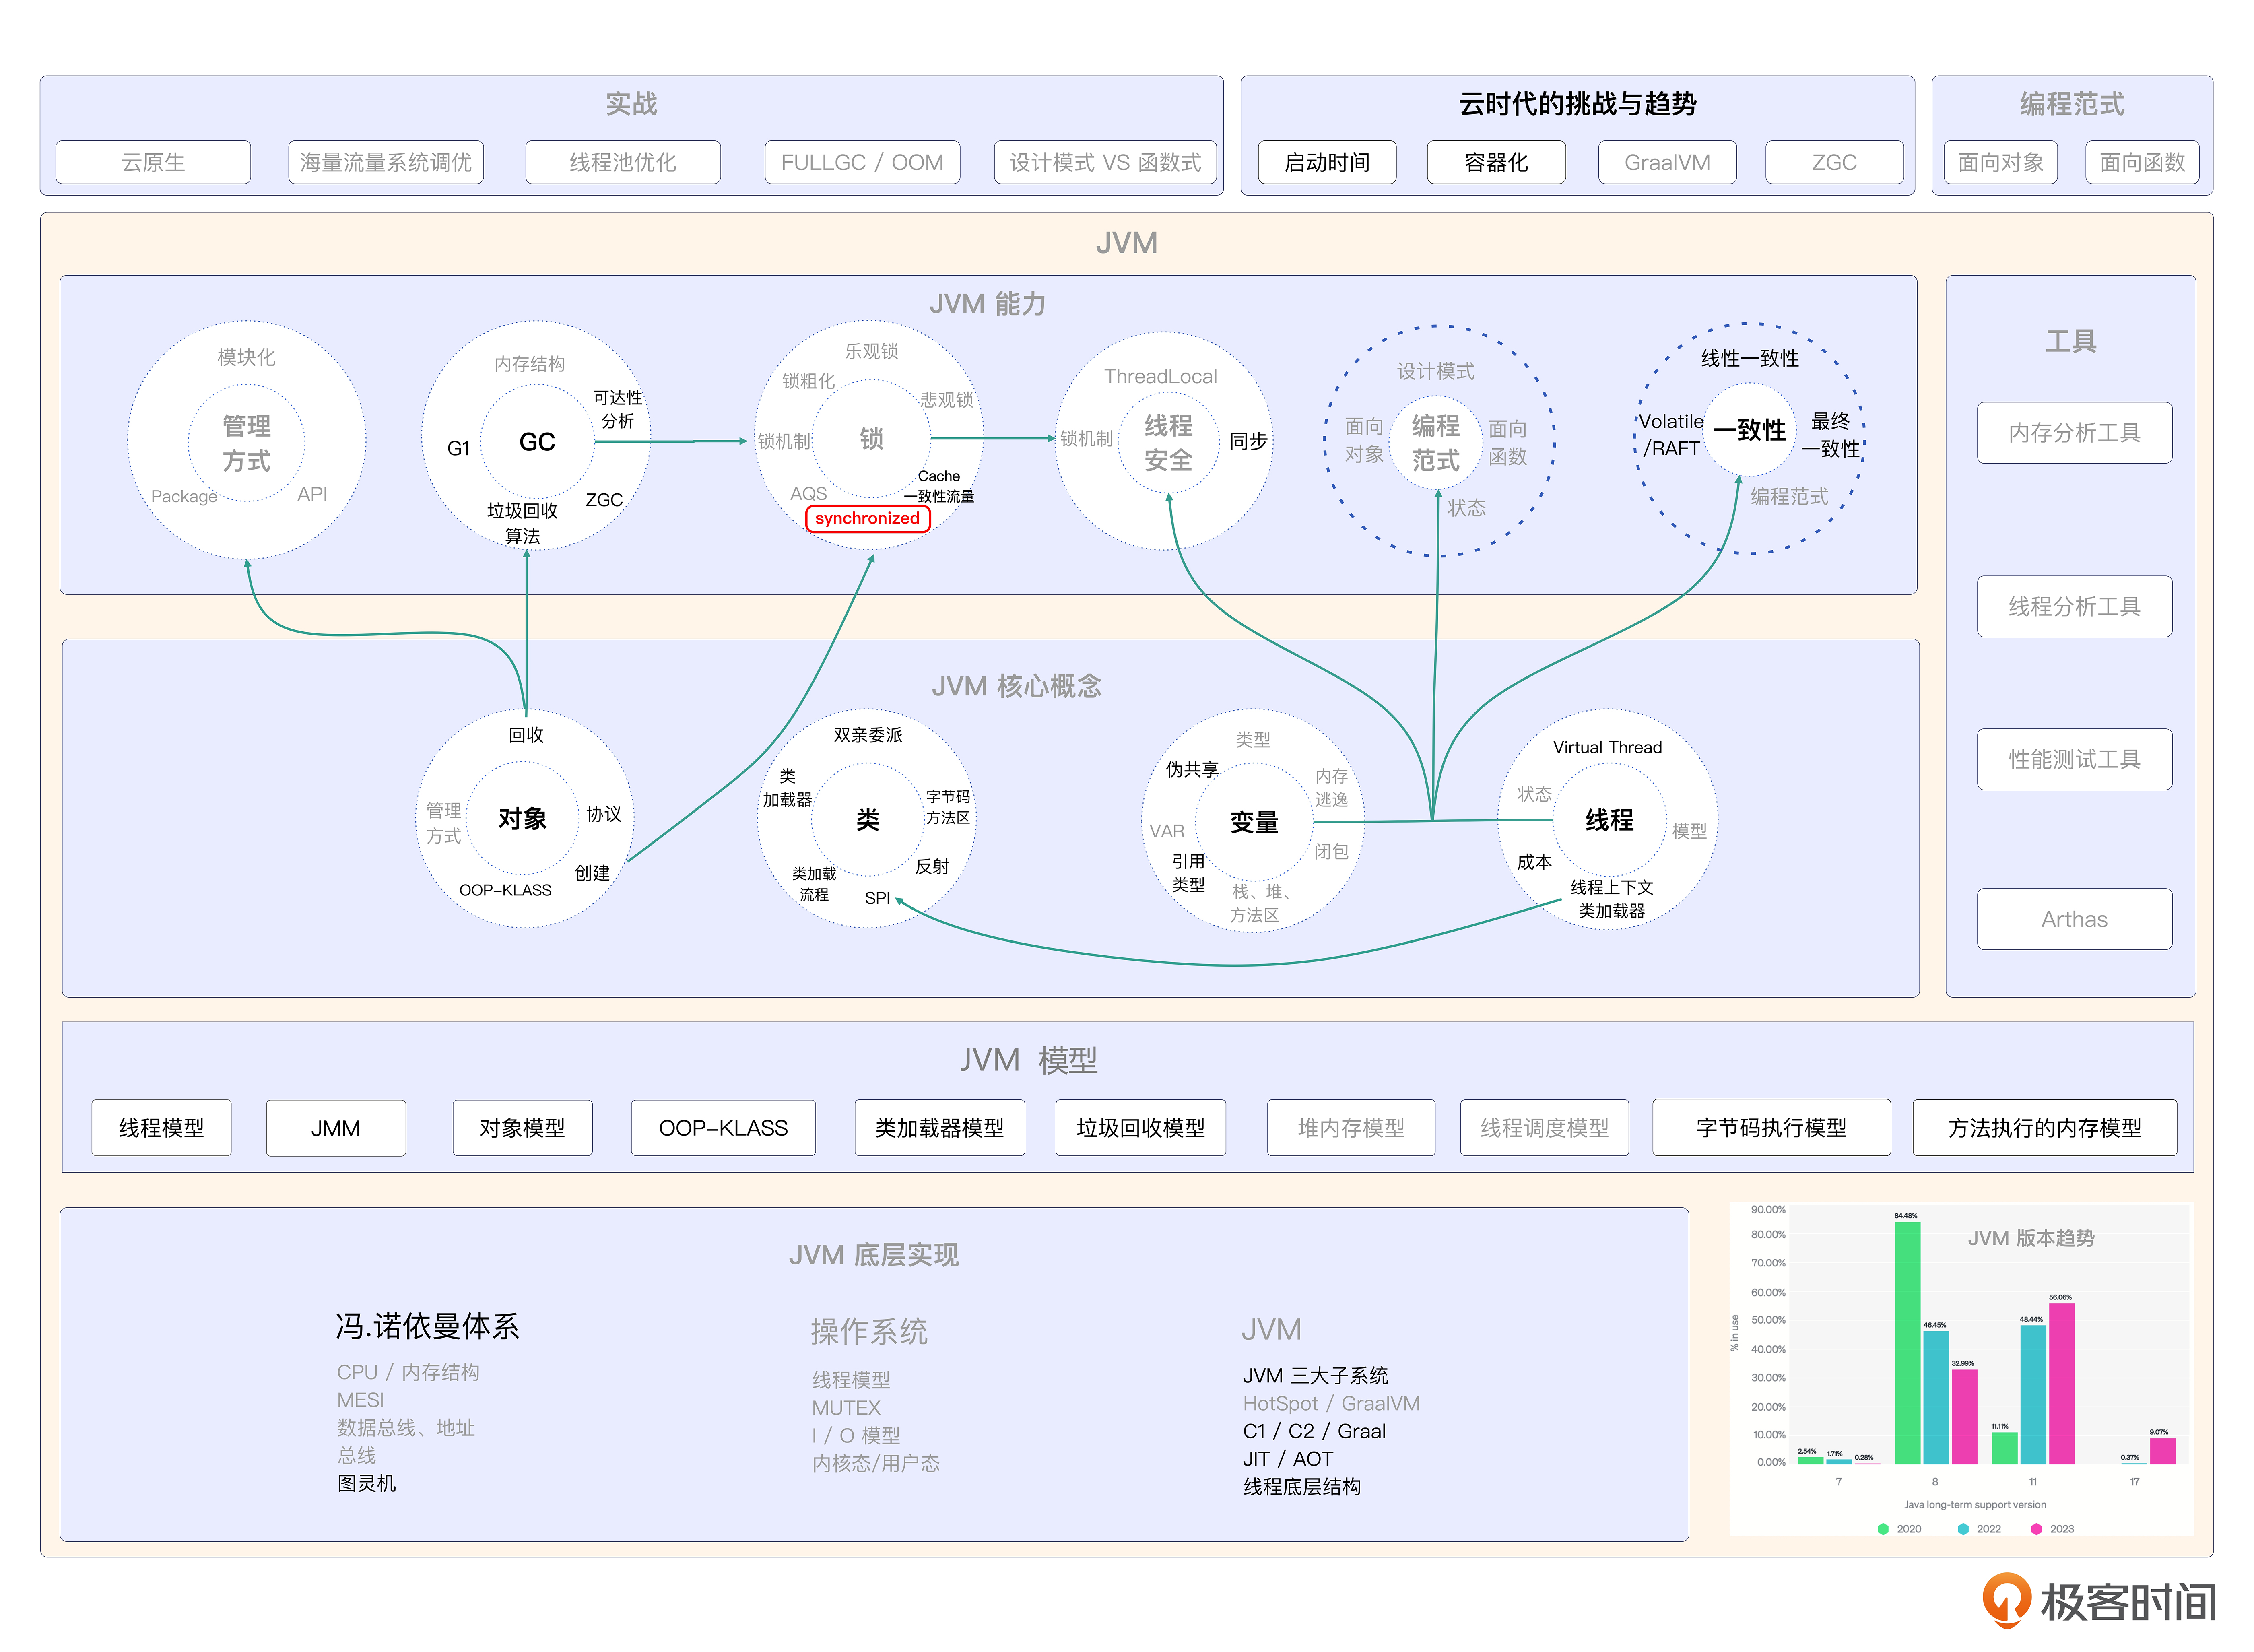 实战
云原生
海量流量系统调优
线程池优化
FULLGC / OOM
设计模式 VS 函数式
云时代的挑战与趋势
启动时间
容器化
GraalVM
ZGC
编程范式
面向对象
面向函数
JVM
JVM 能力
模块化
管理
方式
Package
API
内存结构
可达性
分析
GC
G1
垃圾回收
算法
ZGC
乐观锁
锁粗化
悲观锁
锁机制
锁
AQS
Cache
一致性流量
synchronized
ThreadLocal
锁机制
线程
安全
同步
设计模式
面向
对象
编程
范式
面向
函数
状态
线性一致性
Volatile
/RAFT
一致性
最终
一致性
编程范式
工具
内存分析工具
线程分析工具
性能测试工具
Arthas
JVM 核心概念
回收
管理
方式
对象
协议
创建
OOP-KLASS
双亲委派
类
加载器
类
字节码
方法区
类加载
流程
反射
SPI
类型
伪共享
内存
逃逸
VAR
变量
闭包
引用
类型
栈、堆、
方法区
Virtual Thread
状态
线程
模型
成本
线程上下文
类加载器
JVM 模型
线程模型
JMM
对象模型
OOP-KLASS
类加载器模型
垃圾回收模型
堆内存模型
线程调度模型
字节码执行模型
方法执行的内存模型
JVM 底层实现
冯.诺依曼体系
CPU / 内存结构
MESI
数据总线、地址
总线
图灵机
操作系统
线程模型
MUTEX
I / O 模型
内核态/用户态
JVM
JVM 三大子系统
HotSpot / GraalVM
C1 / C2 / Graal
JIT / AOT
线程底层结构
JVM 版本趋势
% in use
90.00%
80.00%
70.00%
60.00%
50.00%
40.00%
30.00%
20.00%
10.00%
0.00%
2.54%
1.71%
0.28%
84.48%
46.45%
32.99%
11.11%
48.44%
56.06%
0.37%
9.07%
7
8
11
17
Java long-term support version
2020
2022
2023
极客时间